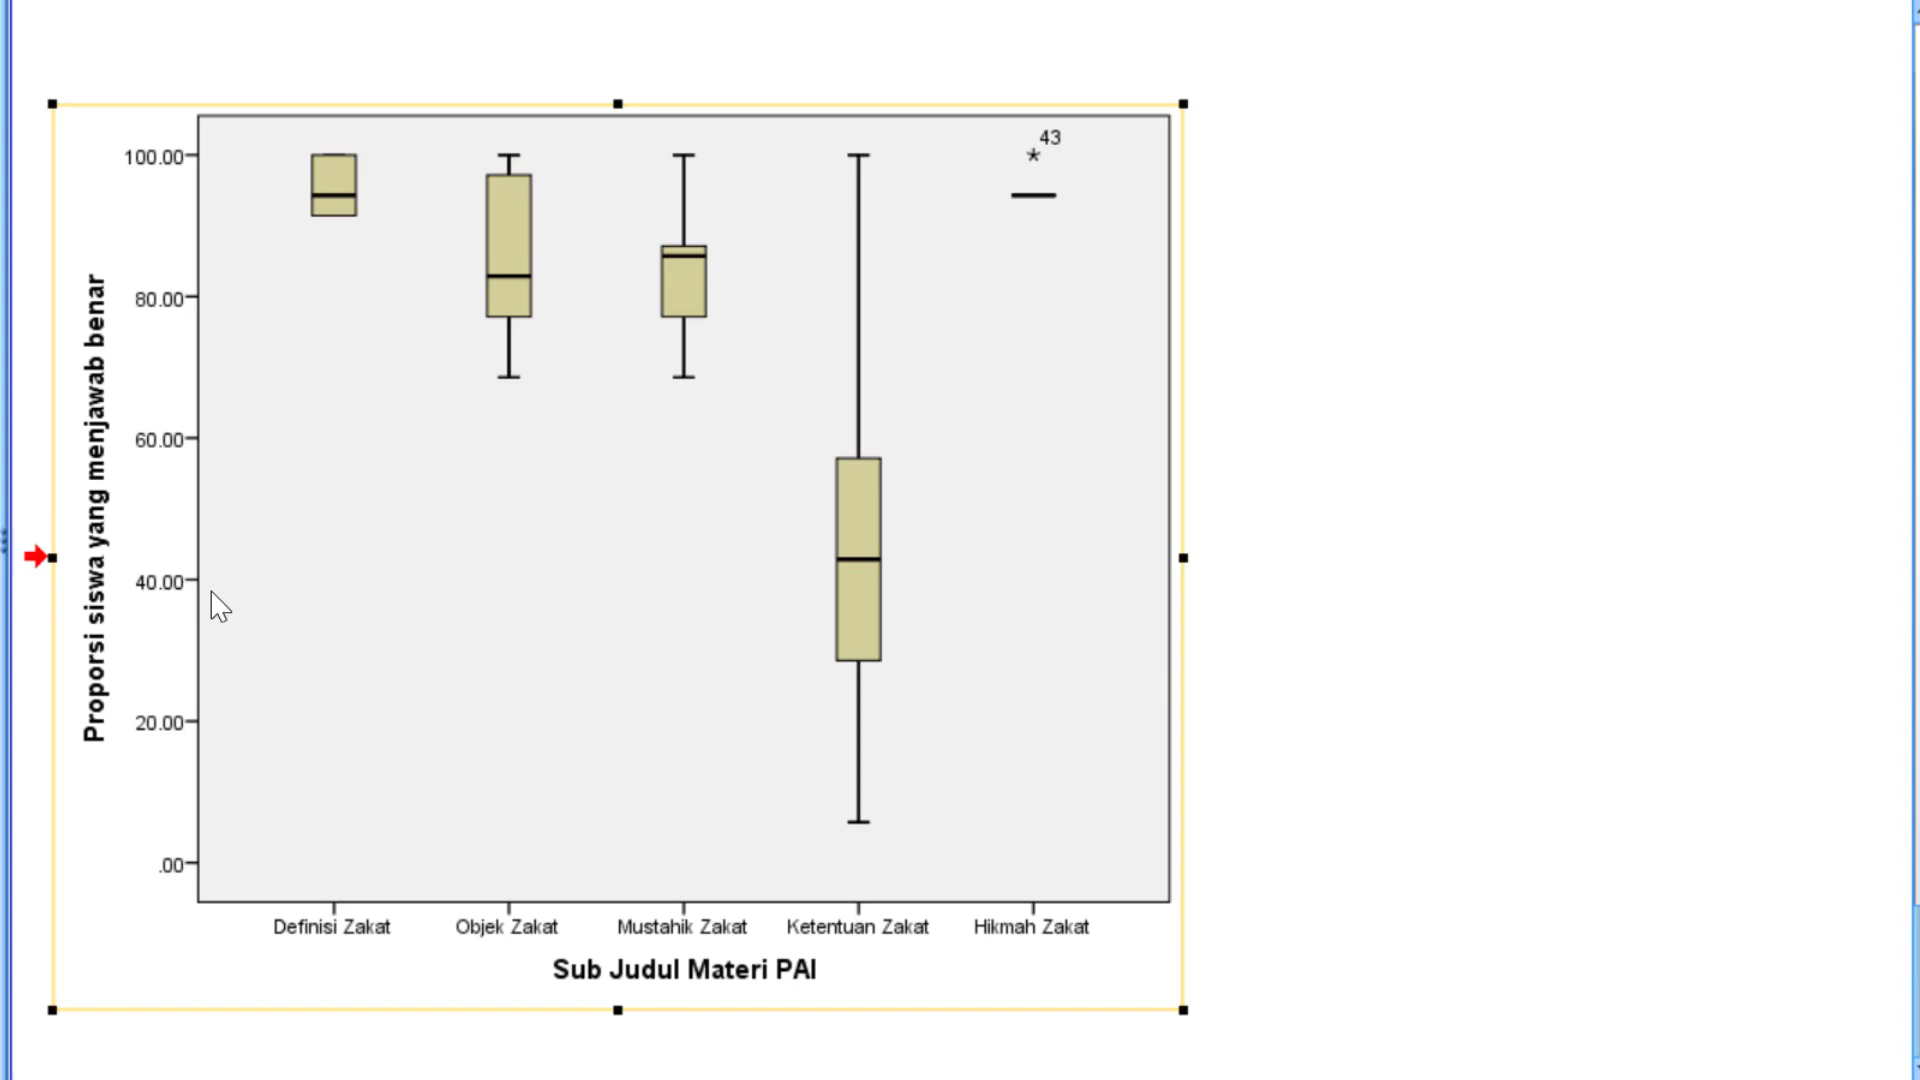 43
*
100.00
80.00
60.00
40.00
20.00
.00
Proporsi siswa yang menjawab benar
Definisi Zakat Objek Zakat Mustahik Zakat Ketentuan Zakat Hikmah Zakat
Sub Judul Materi PAI